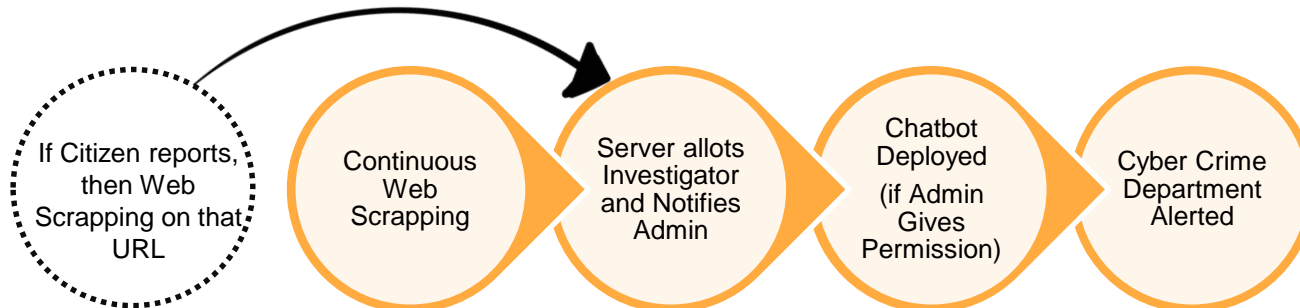 If Citizen reports,
then Web
Scrapping on that
URL
Continuous
Web
Scrapping
Server allots
Investigator
and Notifies
Admin
Chatbot
Deployed
(if Admin
Gives
Permission)
Cyber Crime
Department
Alerted